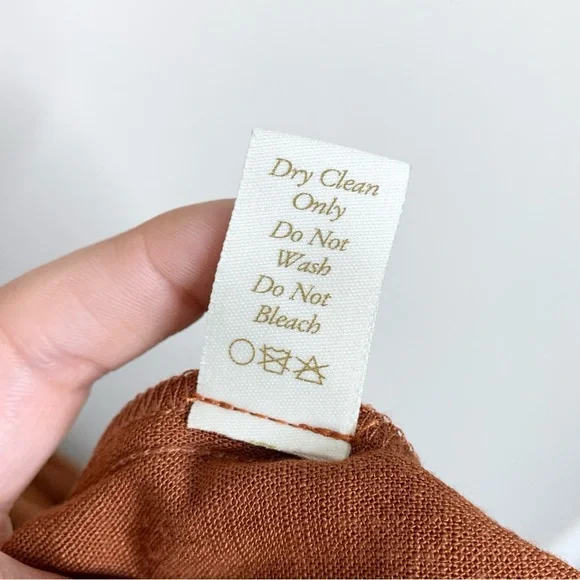 Dry Clean
Only
Do Not
Wash
Do Not
Bleach